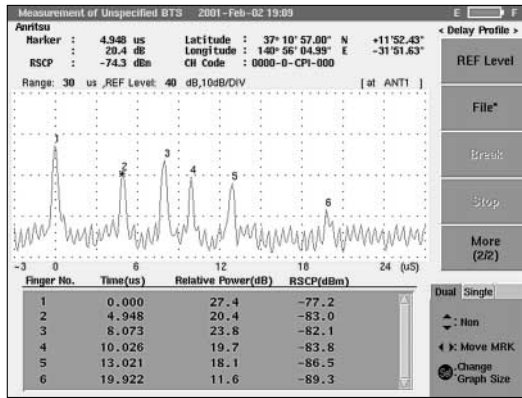 Measurement of Unspecified BTS 2001-Feb-02 19:09 E F
Anritsu
Marker : 4.948 us Latitude : 37° 10' 57.00" N +11'52.43"
: 20.4 dB Longitude : 140° 56' 04.99" E -31'51.63"
RSCP : -74.3 dBm CH Code : 0000-0-CPI-000
Range: 30 us ,REF Level: 40 dB,10dB/DIV [at ANT1 ]
1
2
3
4
5
6
-3 0 6 12 18 24 (uS)
Finger No. Time(us) Relative Power(dB) RSCP(dBm)
1 0.000 27.4 -77.2
2 4.948 20.4 -83.0
3 8.073 23.8 -82.1
4 10.026 19.7 -83.8
5 13.021 18.1 -86.5
6 19.922 11.6 -89.3
< Delay Profile >
REF Level
File*
Break
Stop
More
(2/2)
Dual Single
: Non
: Move MRK
Sel :Change
Graph Size